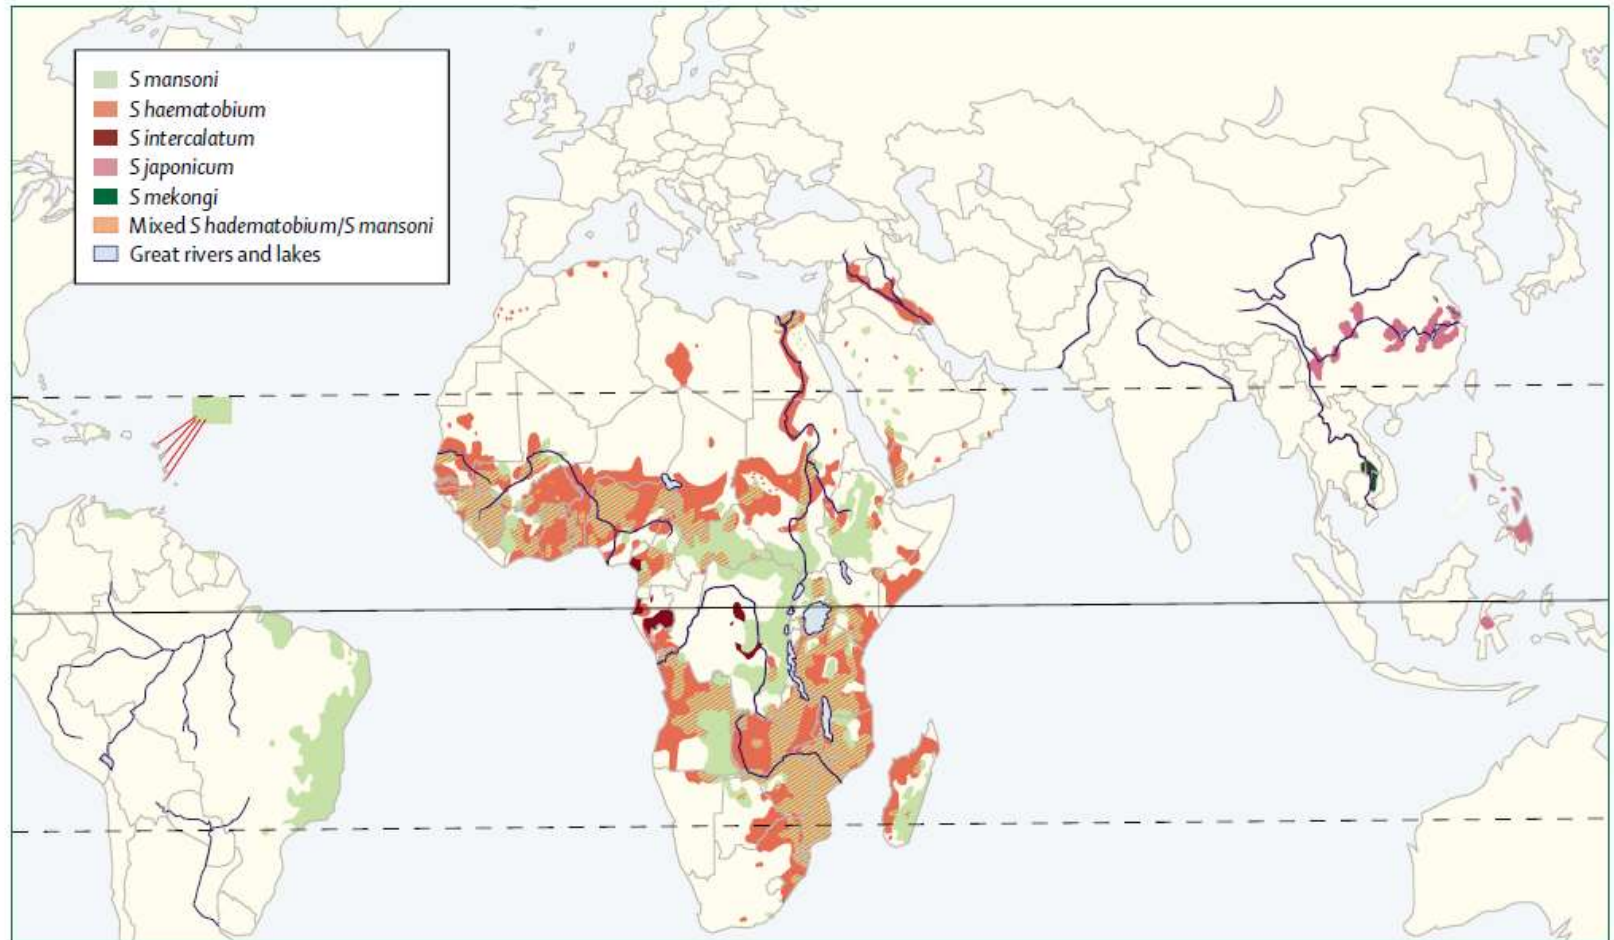 S mansoni
S haematobium
S intercalatum
S japonicum
S mekongi
Mixed S hadematobium/S mansoni
Great rivers and lakes